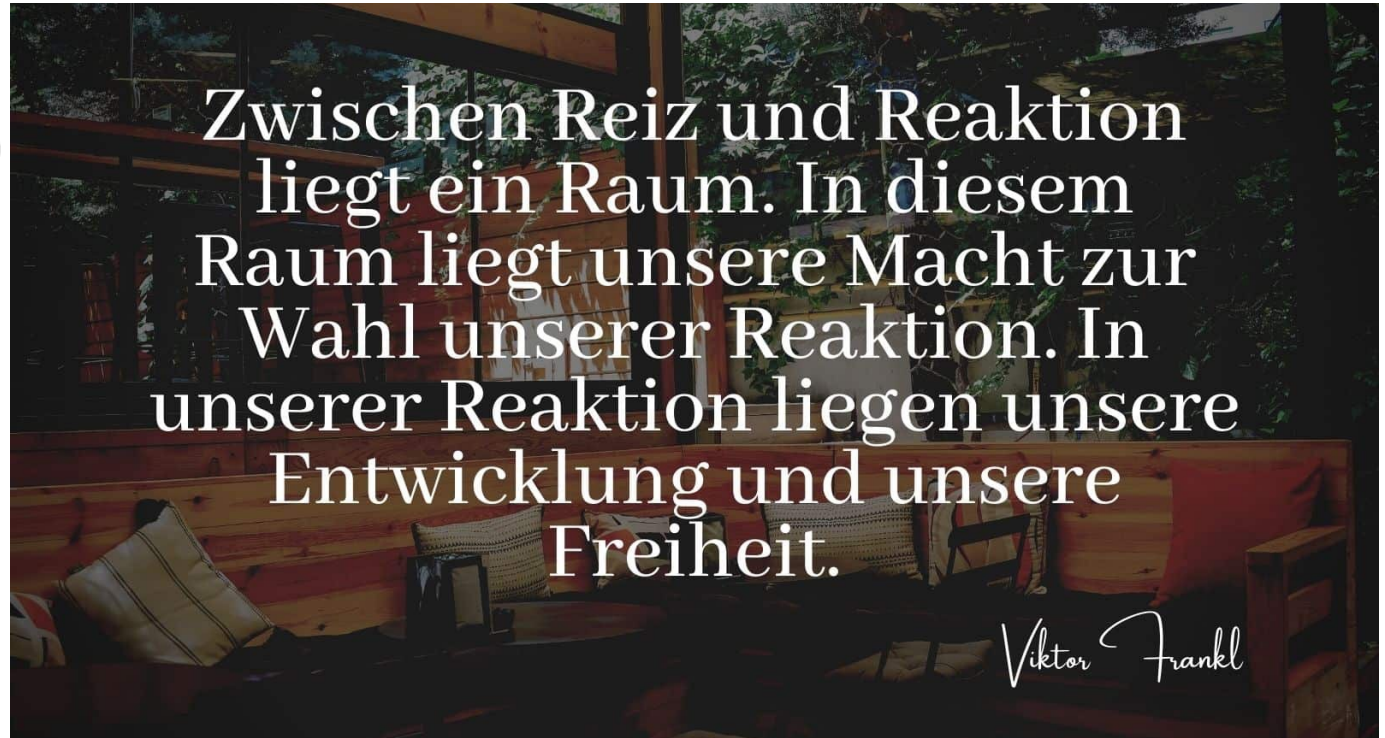 Zwischen Reiz und Reaktion
liegt ein Raum. In diesem
Raum liegt unsere Macht zur
Wahl unserer Reaktion. In
unserer Reaktion liegen unsere
Entwicklung und unsere
Freiheit.
Viktor Frankl